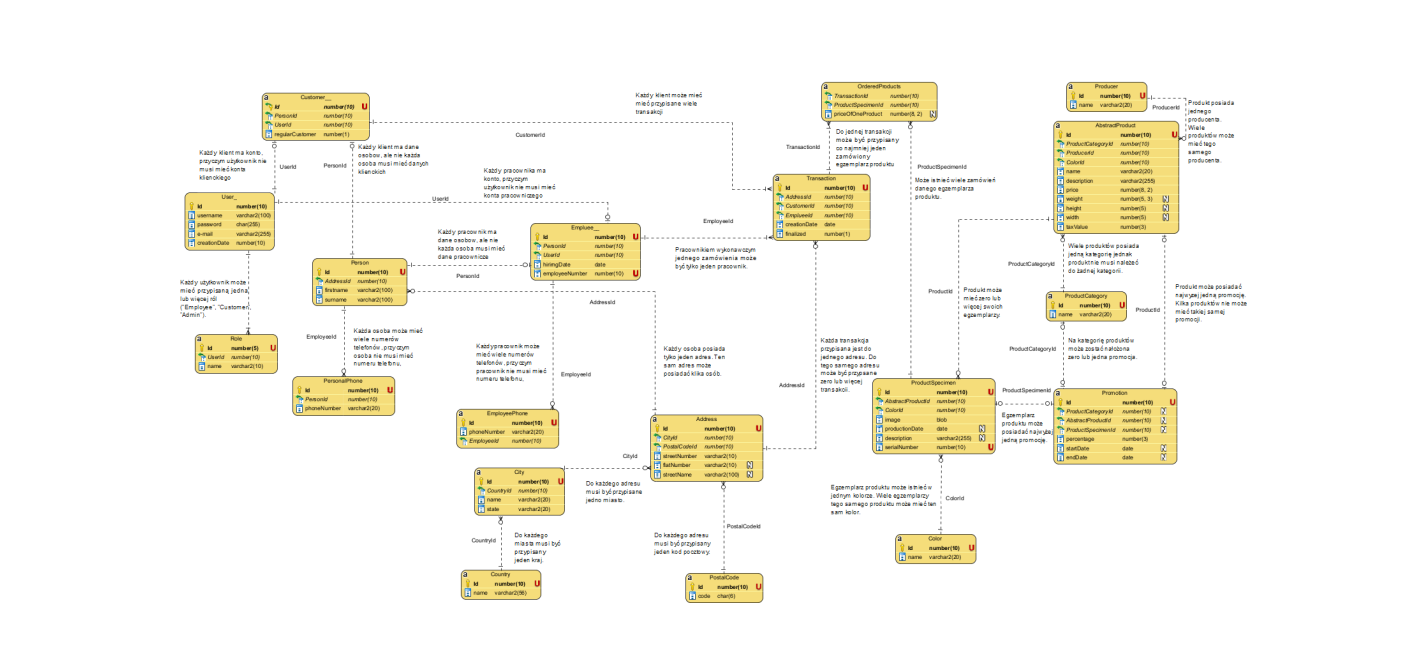 Customer__
Id number(10) U
PersonId number(10)
UserId number(10)
regularCustomer number(1)
Każdy klient może mieć
mieć przypisane wiele
transakcji
CustomerId
OrderedProducts
TransactionId number(10)
ProductSpecimenId number(10)
priceOfOneProduct number(8, 2)
Producer
Id number(10) U
name varchar2(20)
ProducerId
Produkt posiada
jednego
producenta.
Wiele
produktów może
mieć tego
samego
producenta.
AbstractProduct
Id number(10) U
ProductCategoryId number(10)
ProducerId number(10)
ColorId number(10)
name varchar2(20)
description varchar2(255)
price number(8, 2)
weight number(5, 3)
height number(5)
width number(5)
taxValue number(3)
Każdy klient ma konto,
przyczym użytkownik nie
musi mieć konta
klienckiego
UserId
PersonId
Każdy klient ma dane
osobow, ale nie każda
osoba musi mieć danych
klienckich
Do jednej transakcji
może być przypisany
co najmniej jeden
zamówiony
egzemplarz produktu
TransactionId
ProductSpecimenId
Może istnieć wiele zamówień
danego egzemplarza
produktu.
Każdy pracownika ma
konto, przyczym
użytkownik nie musi mieć
konta pracowniczego
UserId
User_
Id number(10)
username varchar2(100)
password char(255)
e-mail varchar2(255)
creationDate number(10)
Transaction
Id number(10) U
AddressId number(10)
CustomerId number(10)
EmplueeId number(10)
creationDate date
finalized number(1)
EmployeeId
Pracownikiem wykonawczym
jednego zamówienia może
być tylko jeden pracownik.
Empluee__
Id number(10) U
PersonId number(10)
UserId number(10)
hiringDate date
employeeNumber number(10) U
Każdy pracownik ma
dane osobow, ale nie
każda osoba musi mieć
dane pracownicze
PersonId
Person
Id number(10) U
AddressId number(10)
firstname varchar2(100)
surname varchar2(100)
AddressId
Każdy użytkownik może
mieć przypisaną jedną
lub więcej ról
("Employee", "Customer,
"Admin").
Role
Id number(5) U
UserId number(10)
name varchar2(10)
EmployeeId
Każda osoba może mieć
wiele numerów
telefonów, przy czym
osoba nie musi mieć
numeru telefonu,
PersonalPhone
Id number(10) U
PersonId number(10)
phoneNumber varchar2(20)
Każdy pracownik może
mieć wiele numerów
telefonów, przy czym
pracownik nie musi mieć
numeru telefonu,
EmployeeId
EmployeePhone
Id number(10) U
phoneNumber varchar2(20)
EmployeeId number(10)
Każdy osoba posiada
tylko jeden adres. Ten
sam adres może
posiadać kilka osób.
AddressId
Każda transakcja
przypisana jest do
jednego adresu. Do
tego samego adresu
może być przypsane
zero lub więcej
transakcji.
Address
Id number(10) U
CityId number(10)
PostalCodeId number(10)
streetNumber varchar2(10)
flatNumber varchar2(10)
streetName varchar2(100)
CityId
Do każdego adresu
musi być przypisane
jedno miasto.
City
Id number(10) U
CountryId number(10)
name varchar2(20)
state varchar2(20)
CountryId
Do każdego
miasta musi być
przypisany
jeden kraj.
Country
Id number(10) U
name varchar2(56)
Do każdego adresu
musi być przypisany
jeden kod pocztowy.
PostalCodeId
PostalCode
Id number(10) U
code char(6)
ProductId
Produkt może
mieć zero lub
więcej swoich
egzemplarzy.
Wiele produktów posiada
jedną kategorię jednak
produkt nie musi należeć
do żadnej kategorii.
ProductCategoryId
ProductCategory
Id number(10) U
name varchar2(20)
Produkt może posiadać
najwyżej jedną promocję.
Kilka produktów nie może
mieć takiej samej
promocji.
ProductId
ProductCategoryId
Na kategorię produktów
może zostać nałożona
zero lub jedna promocja.
ProductSpecimen
Id number(10) U
AbstractProductId number(10)
ColorId number(10)
image blob
productionDate date
description varchar2(255)
serialNumber number(10) U
ProductSpecimenId
Egzemplarz
produktu może
posiadać najwyżej
jedną promocję.
Promotion
Id number(10) U
ProductCategoryId number(10)
AbstractProductId number(10)
ProductSpecimenId number(10)
percentage number(3)
startDate date
endDate date
Egzemplarz produktu może istnieć w
jednym kolorze. Wiele egzemplarzy
tego samego produktu może mieć ten
sam kolor.
ColorId
Color
Id number(10) U
name varchar2(20)